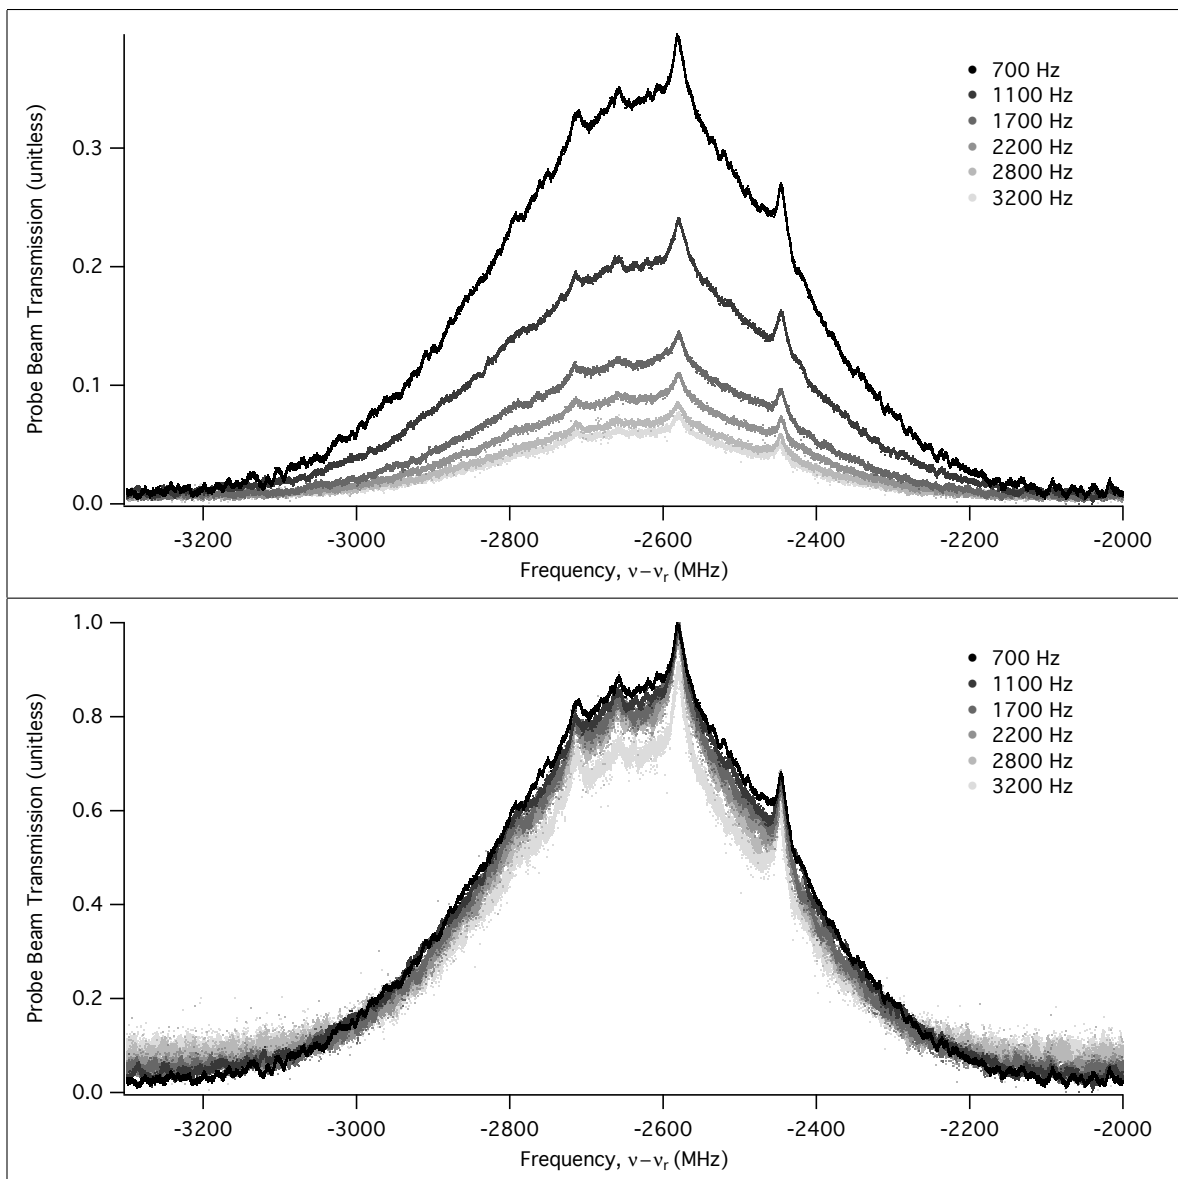 Probe Beam Transmission (unitless)
0.3
0.2
0.1
0.0
700 Hz
1100 Hz
1700 Hz
2200 Hz
2800 Hz
3200 Hz
-3200 -3000 -2800 -2600 -2400 -2200 -2000
Frequency, ν–νr (MHz)
Probe Beam Transmission (unitless)
1.0
0.8
0.6
0.4
0.2
0.0
700 Hz
1100 Hz
1700 Hz
2200 Hz
2800 Hz
3200 Hz
-3200 -3000 -2800 -2600 -2400 -2200 -2000
Frequency, ν–νr (MHz)